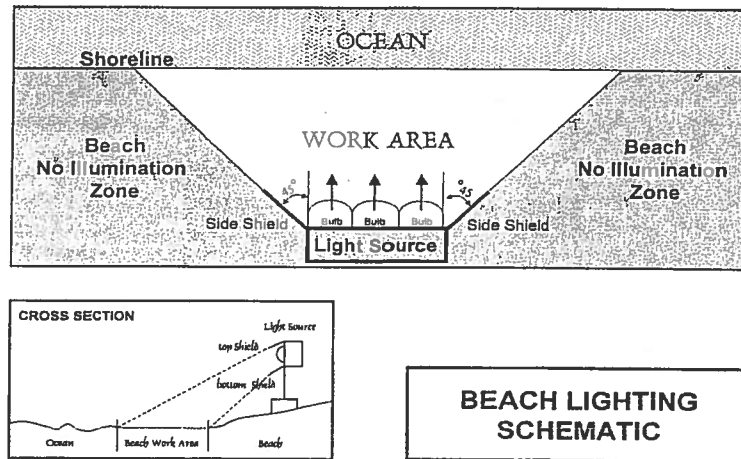 OCEAN
Shoreline
WORK AREA
Beach
No Illumination
Zone
Beach
No Illumination
Zone
45°
45°
Side Shield
Bulb
Bulb
Bulb
Side Shield
Light Source
CROSS SECTION
Light Source
top Shield
bottom Shield
Ocean
Beach Work Area
Beach
BEACH LIGHTING
SCHEMATIC